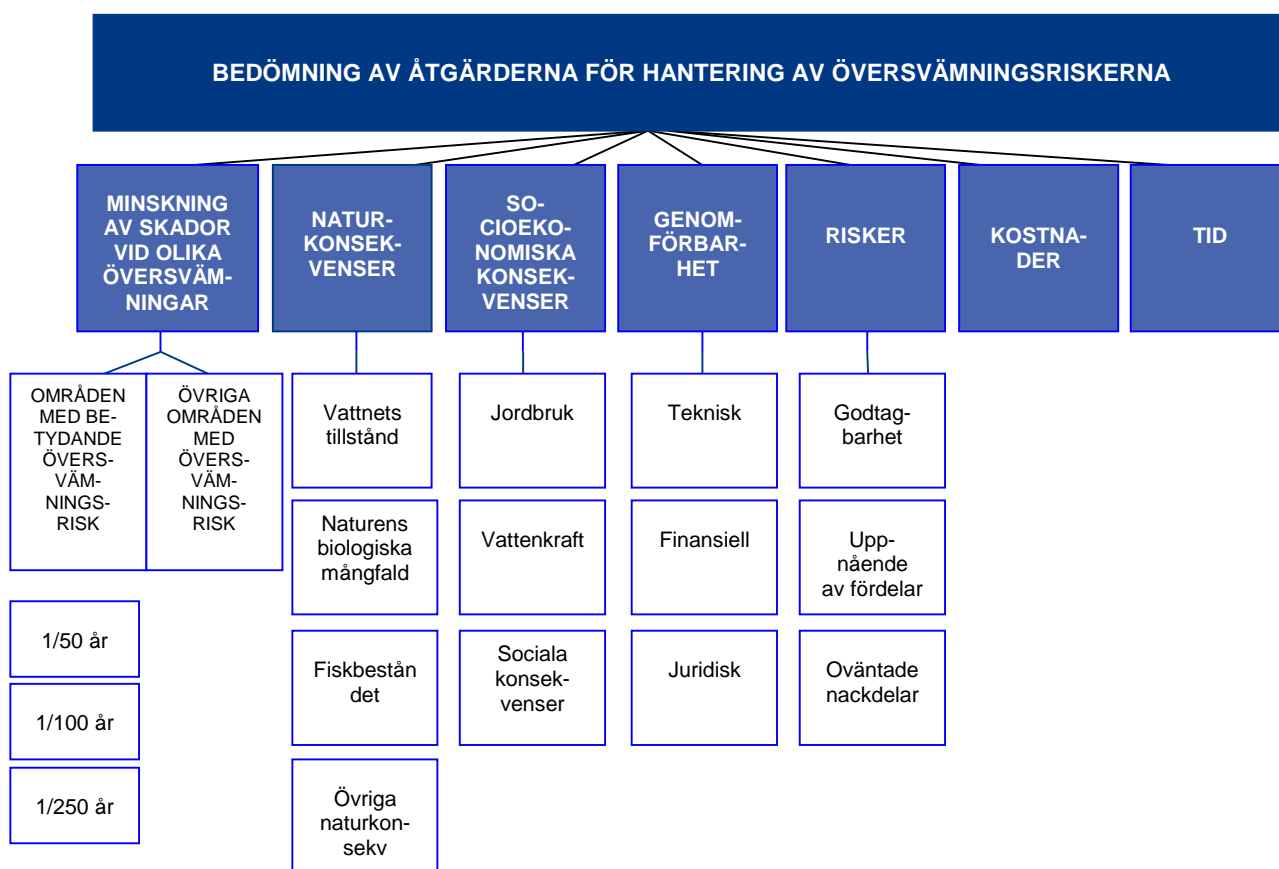 BEDÖMNING AV ÅTGÄRDERNA FÖR HANTERING AV ÖVERSVÄMNINGSRISKERNA
MINSKNING
AV SKADOR
VID OLIKA
ÖVERSVÄM-
NINGAR
NATUR-
KONSEK-
VENSER
SO-
CIOEKO-
NOMISKA
KONSEK-
VENSER
GENOM-
FÖRBAR-
HET
RISKER
KOSTNA-
DER
TID
OMRÅDEN
MED BE-
TYDANDE
ÖVERS-
VÄM-
NINGS-
RISK
ÖVRIGA
OMRÅDEN
MED
ÖVERS-
VÄM-
NINGS-
RISK
1/50 år
1/100 år
1/250 år
Vattnets
tillstånd
Naturens
biologiska
mångfald
Fiskbestån
det
Övriga
naturkon-
sekv
Jordbruk
Vattenkraft
Sociala
konsek-
venser
Teknisk
Finansiell
Juridisk
Godtag-
barhet
Upp-
nående
av fördelar
Oväntade
nackdelar